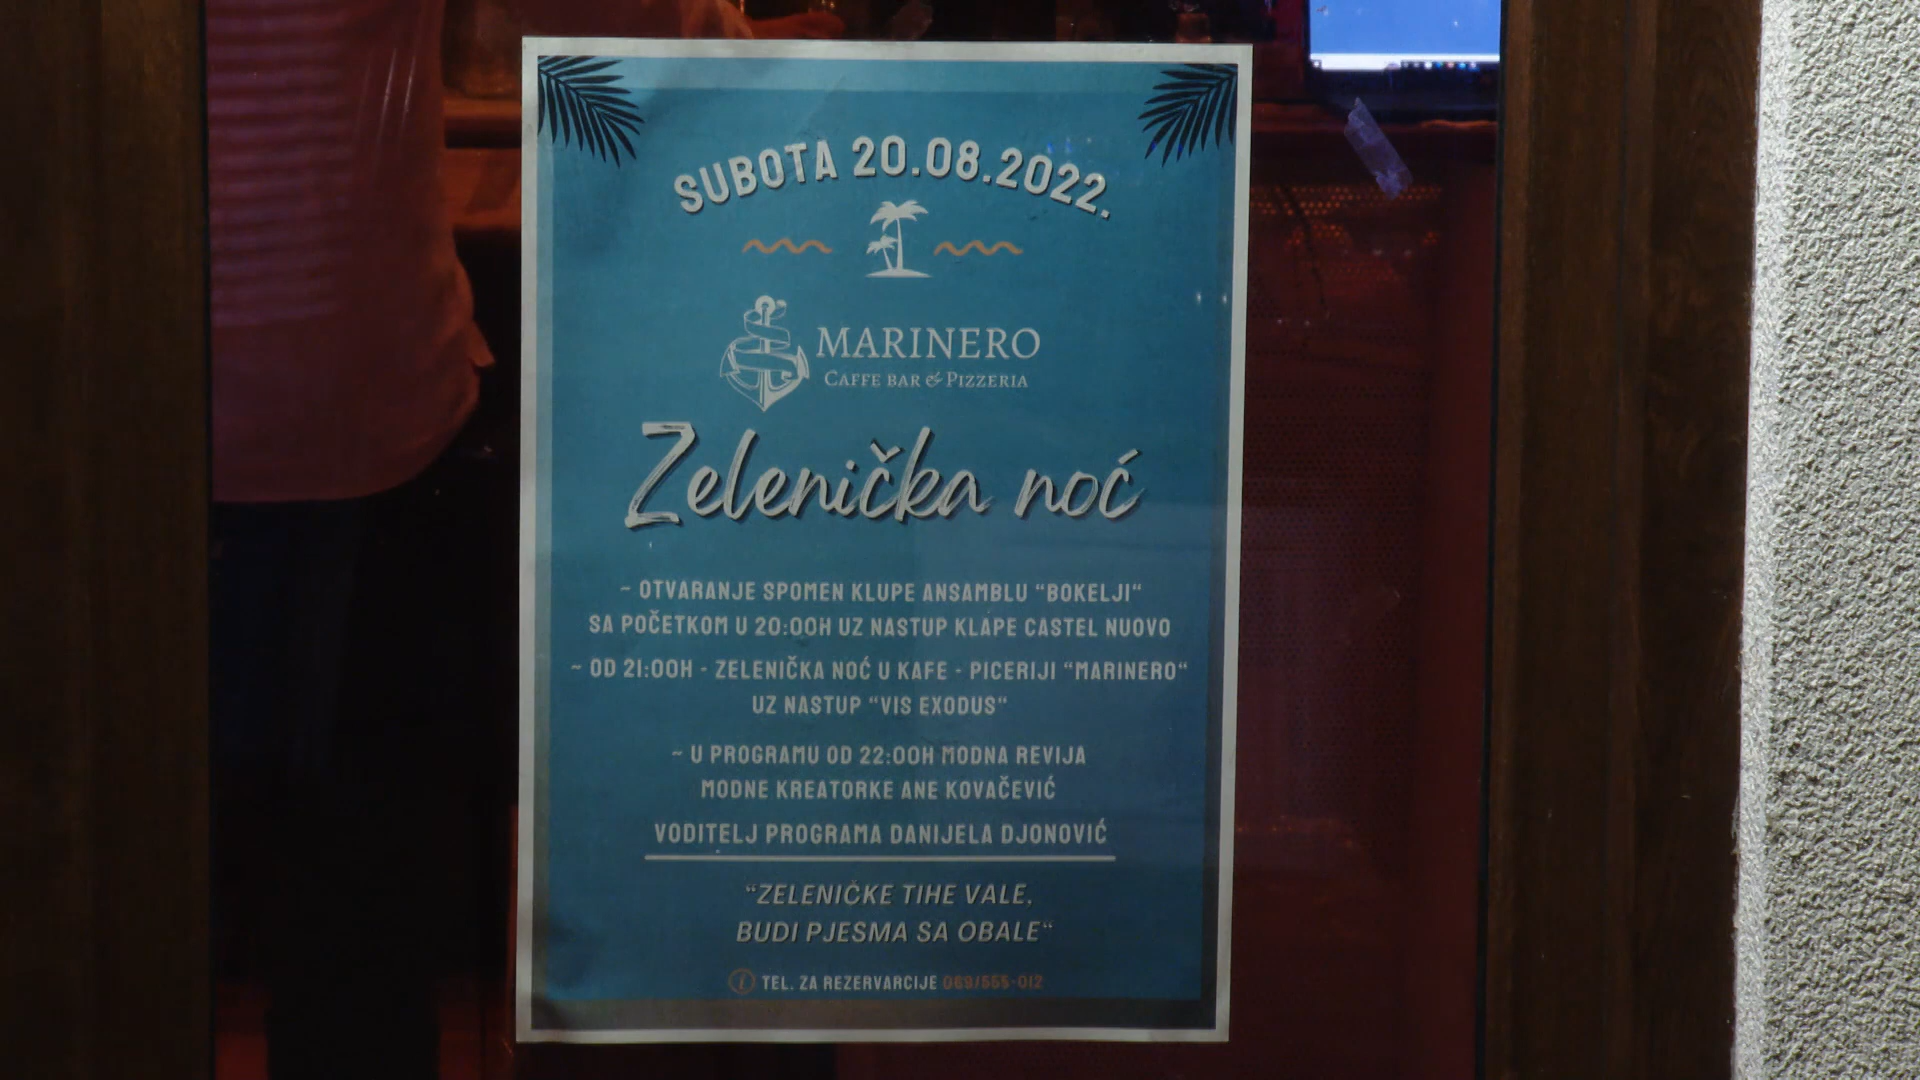 SUBOTA 20.08.2022.
MARINERO
CAFFE BAR & PIZZERIA
Zelenička noć
~ OTVARANJE SPOMEN KLUPE ANSAMBLU “BOKELJI“
SA POČETKOM U 20:00H UZ NASTUP KLAPE CASTEL NUOVO
~ OD 21:00H - ZELENIČKA NOĆ U KAFE - PICERIJI “MARINERO“
UZ NASTUP “VIS EXODUS“
~ U PROGRAMU OD 22:00H MODNA REVIJA
MODNE KREATORKE ANE KOVAČEVIĆ
VODITELJ PROGRAMA DANIJELA DJONOVIĆ
“ZELENIČKE TIHE VALE,
BUDI PJESMA SA OBALE“
i TEL. ZA REZERVARCIJE 069/555-012